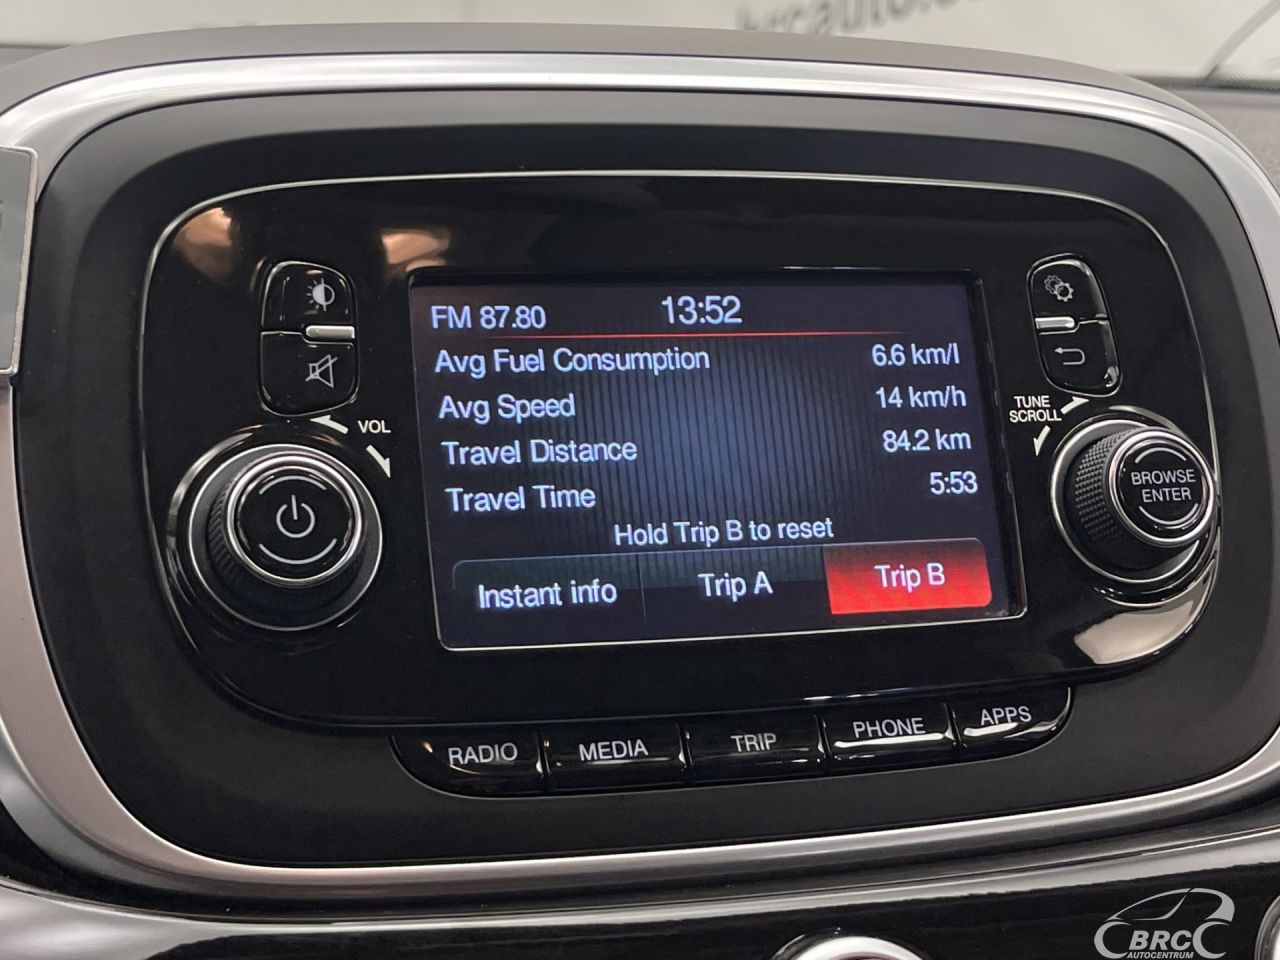 brcauto.c
FM 87.80
13:52
Avg Fuel Consumption 6.6 km/l
Avg Speed 14 km/h
Travel Distance 84.2 km
Travel Time 5:53
Hold Trip B to reset
Instant info Trip A Trip B
VOL
TUNE
SCROLL
BROWSE
ENTER
RADIO MEDIA TRIP PHONE APPS
BRC
AUTOCENTRUM